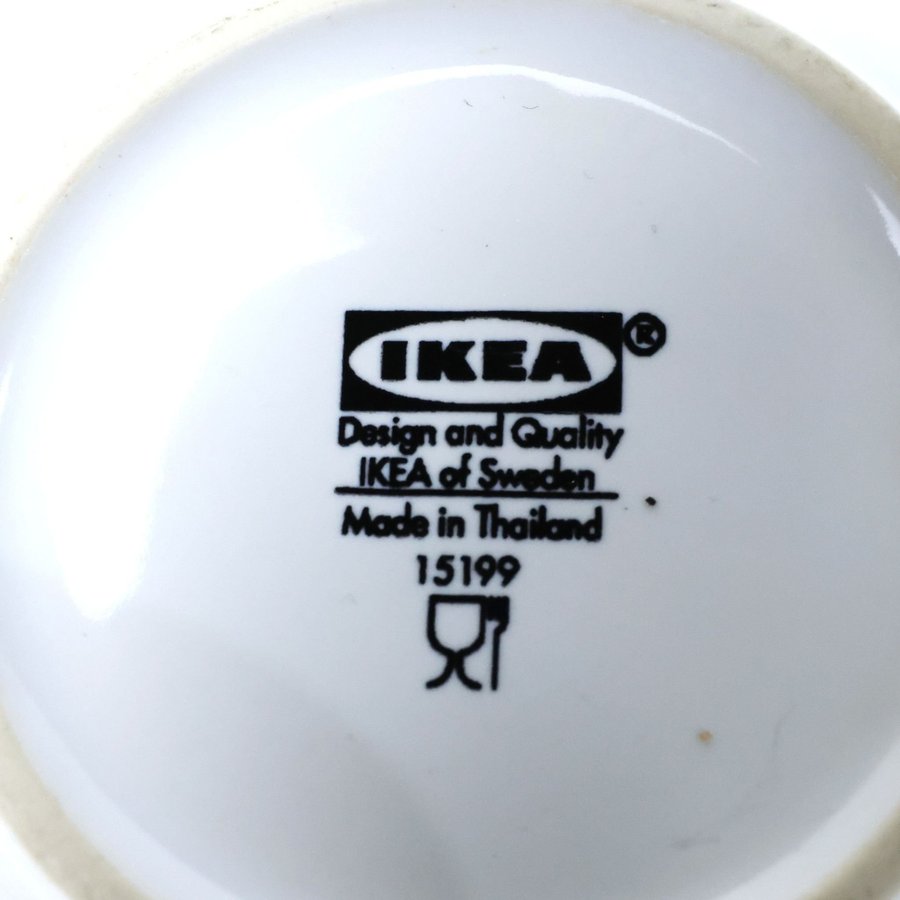 IKEA®
Design and Quality
IKEA of Sweden
Made in Thailand
15199